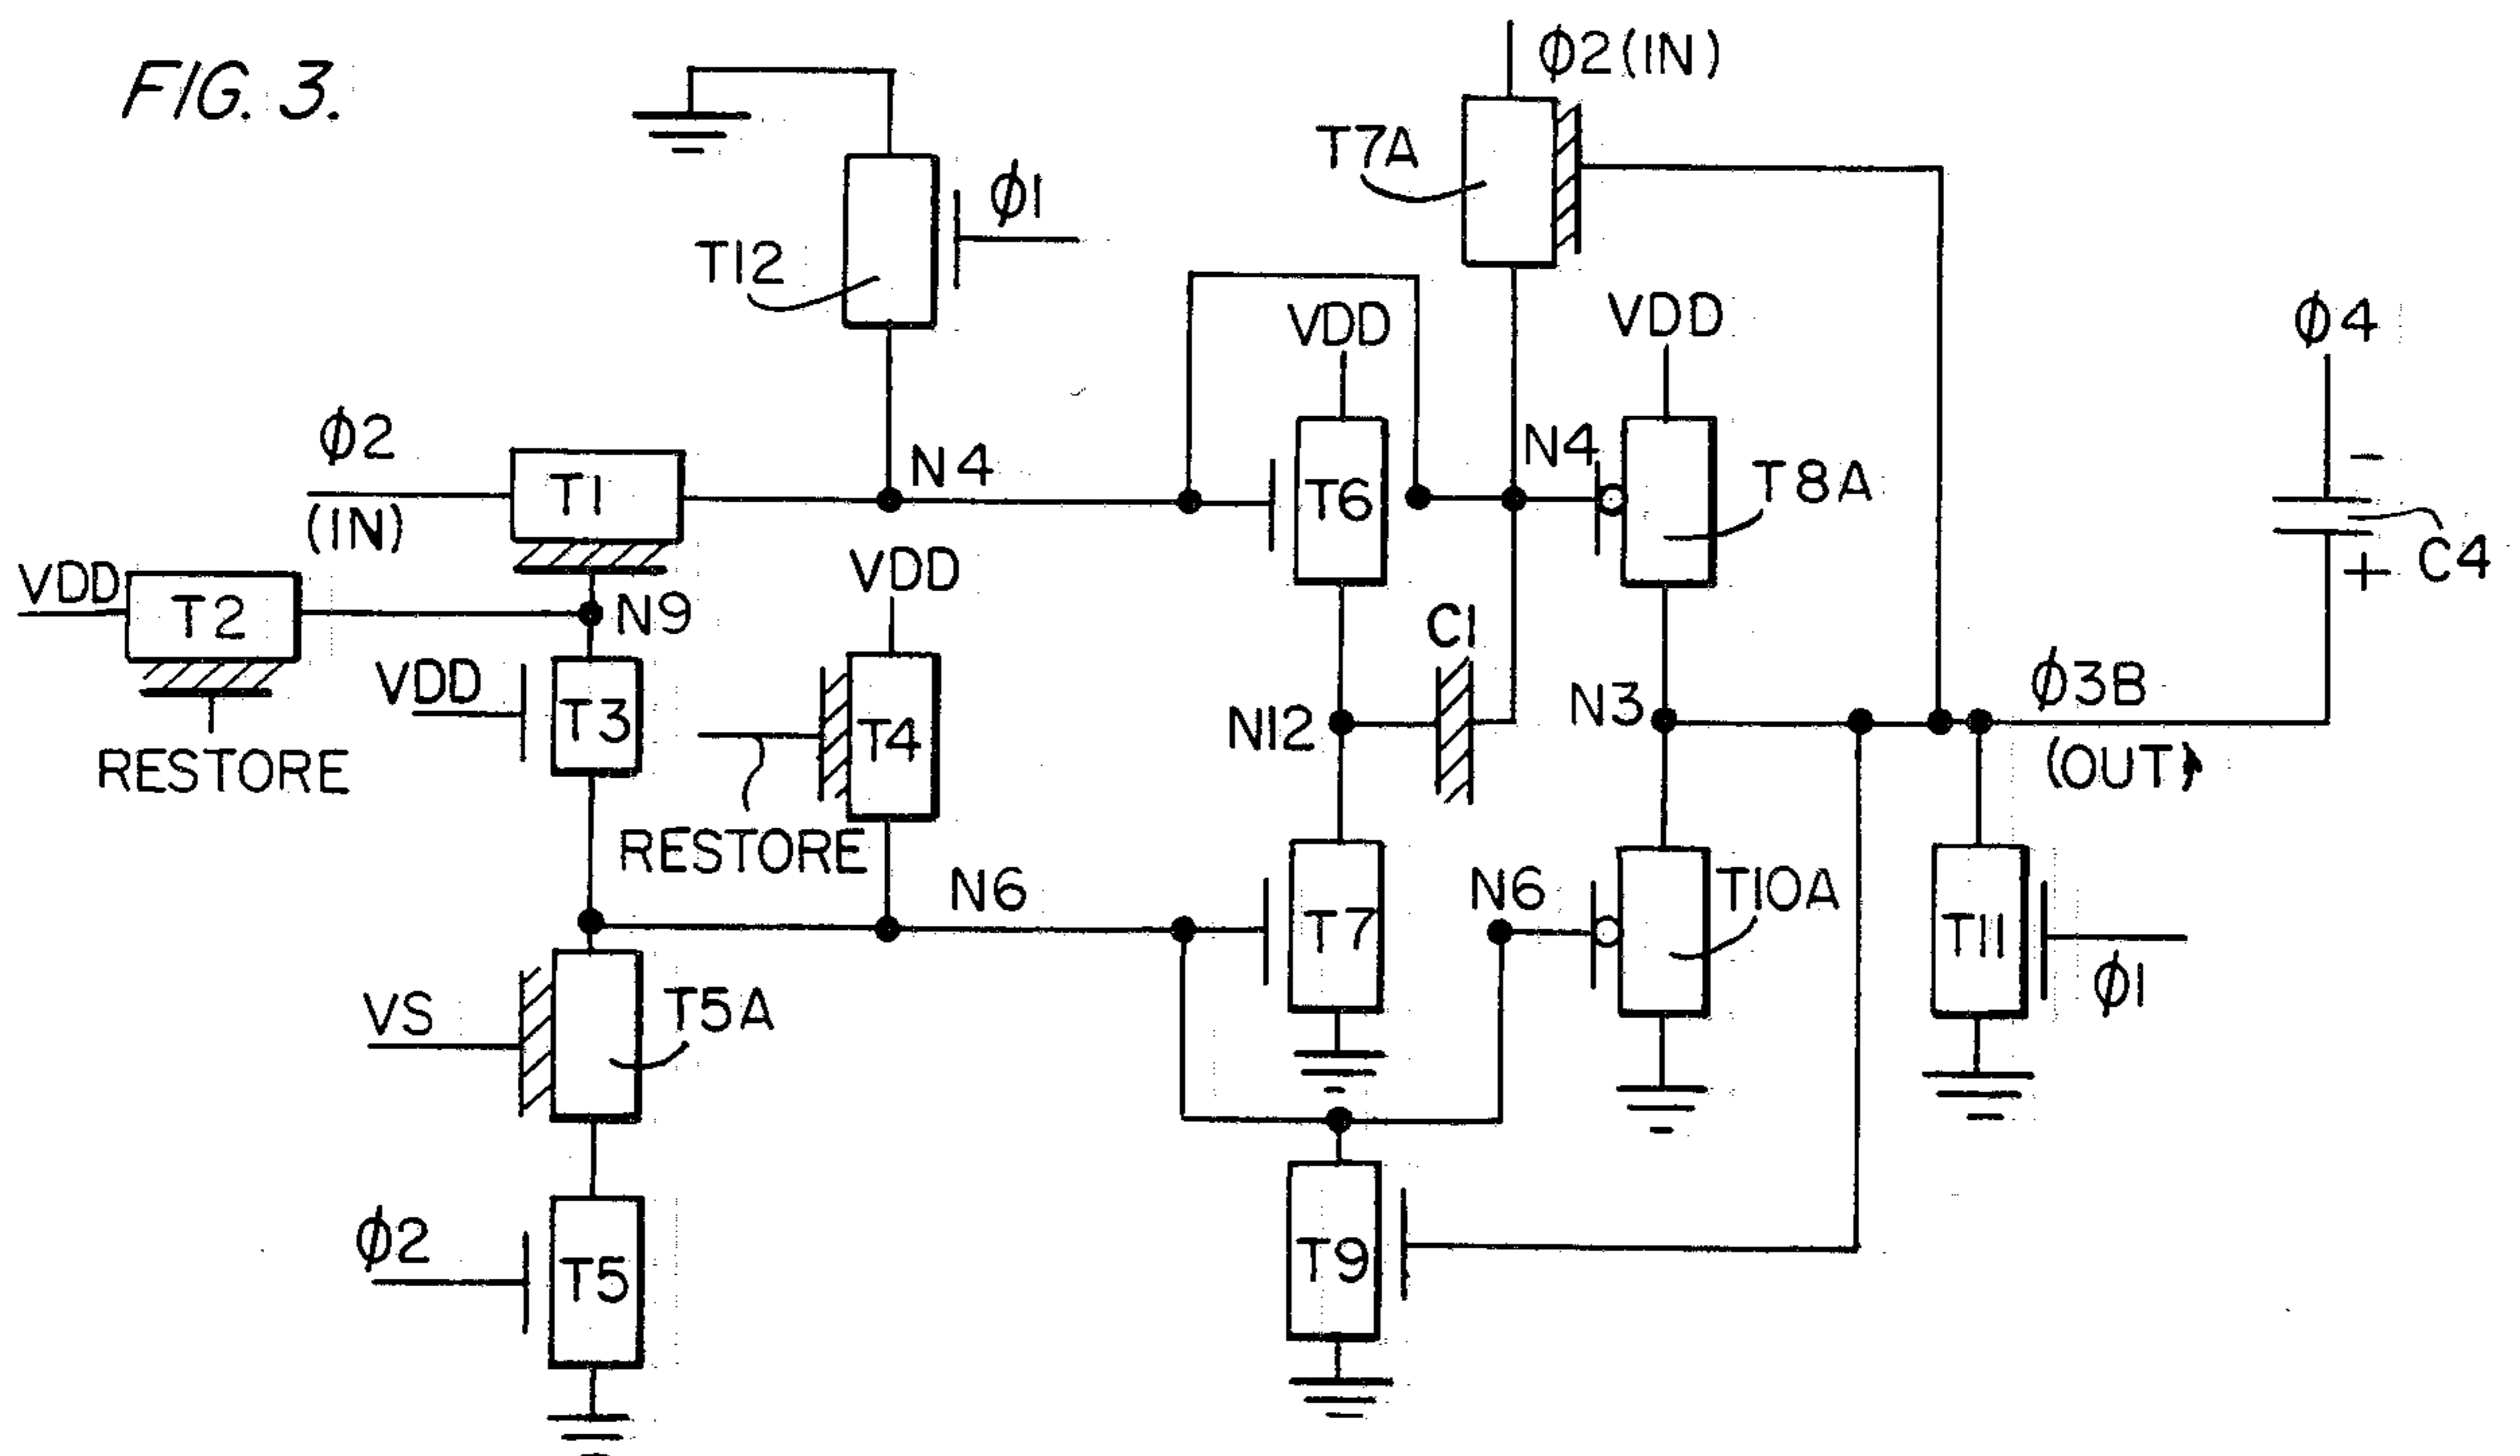 FIG. 3.
ϕ2(IN)
T7A
ϕ1
T12
VDD
VDD
ϕ4
ϕ2
(IN)
T1
N4
T6
N4
T8A
−
+
C4
VDD
T2
N9
VDD
C1
VDD
T3
T4
N12
N3
ϕ3B
(OUT)
RESTORE
RESTORE
N6
T7
N6
T10A
T11
ϕ1
VS
T5A
ϕ2
T5
T9